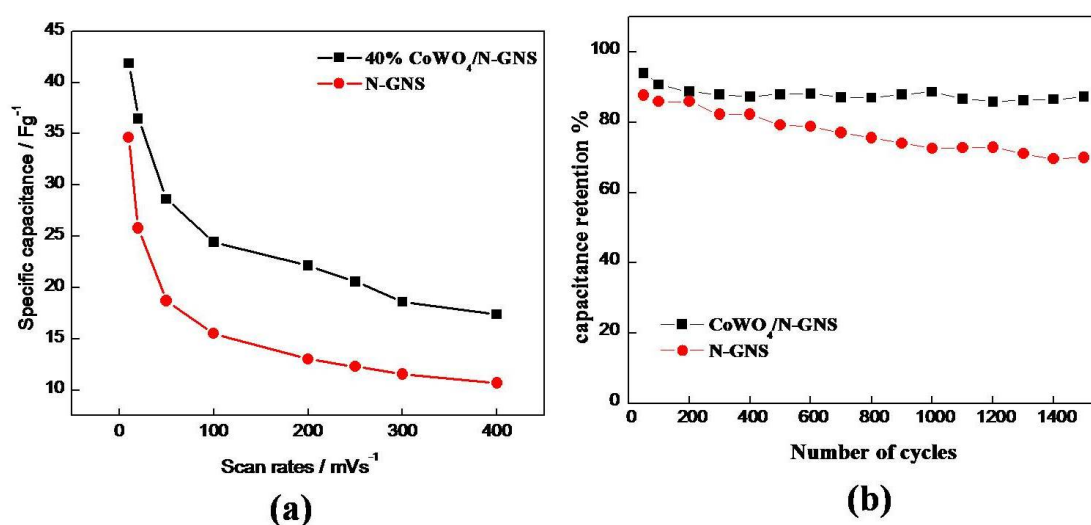 45
40
35
30
25
20
15
10
Specific capacitance / Fg⁻¹
40% CoWO₄/N-GNS
N-GNS
0 100 200 300 400
Scan rates / mVs⁻¹
(a)
100
80
60
40
20
0
capacitance retention %
CoWO₄/N-GNS
N-GNS
0 200 400 600 800 1000 1200 1400
Number of cycles
(b)